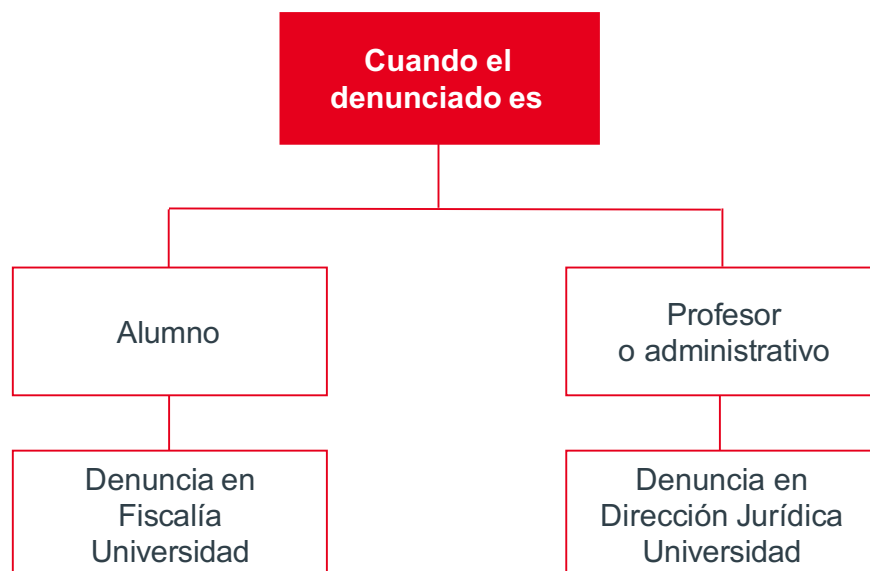 Cuando el
denunciado es
Alumno
Profesor
o administrativo
Denuncia en
Fiscalía
Universidad
Denuncia en
Dirección Jurídica
Universidad